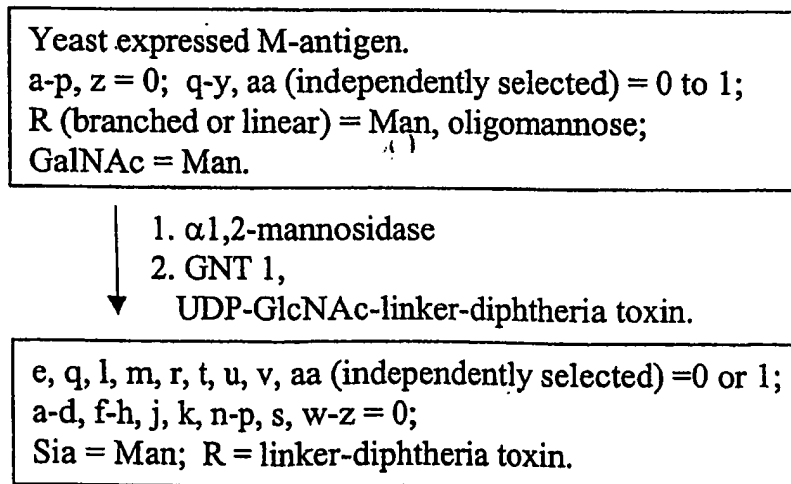 Yeast expressed M-antigen.
a-p, z = 0; q-y, aa (independently selected) = 0 to 1;
R (branched or linear) = Man, oligomannose;
GalNAc = Man.
1. α1,2-mannosidase
2. GNT 1,
UDP-GlcNAc-linker-diphtheria toxin.
e, q, l, m, r, t, u, v, aa (independently selected) =0 or 1;
a-d, f-h, j, k, n-p, s, w-z = 0;
Sia = Man; R = linker-diphtheria toxin.